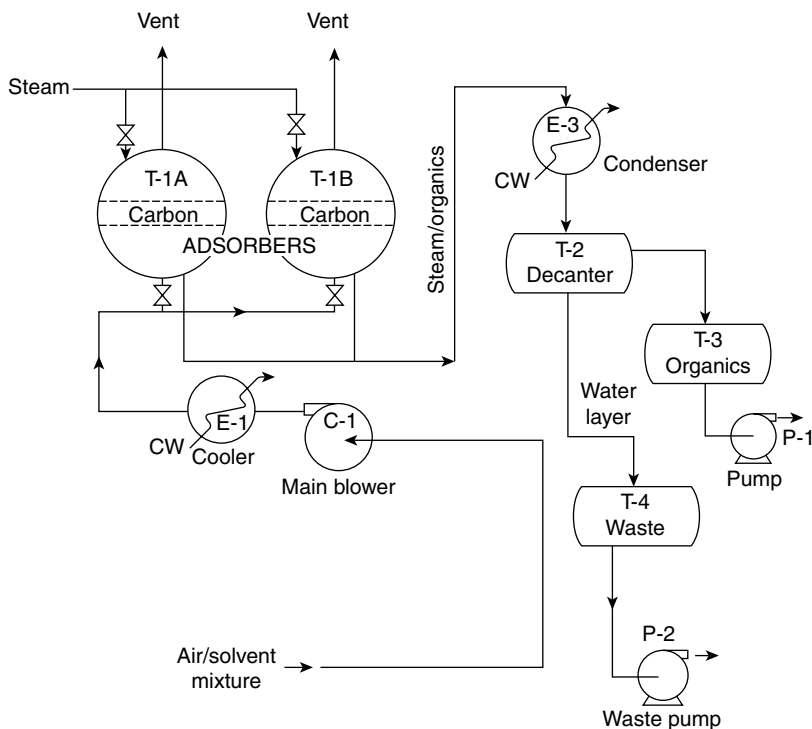 Vent
Vent
Steam
T-1A
T-1B
Carbon
Carbon
ADSORBERS
Steam/organics
E-3
CW
Condenser
T-2
Decanter
T-3
Organics
Water
layer
P-1
Pump
E-1
CW
Cooler
C-1
Main blower
T-4
Waste
Air/solvent
mixture
P-2
Waste pump